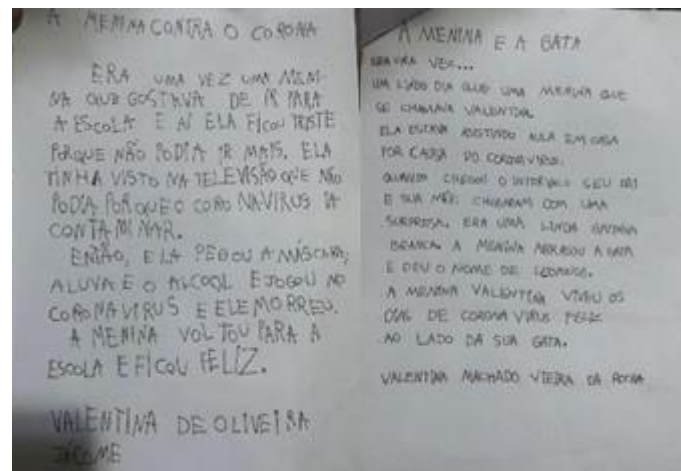 A MENINA CONTRA O CORONA
ERA UMA VEZ UMA MENI-
NA QUE GOSTAVA DE IR PARA
A ESCOLA E AÍ ELA FICOU TRISTE
PORQUE NÃO PODIA IR MAIS. ELA
TINHA VISTO NA TELEVISÃO QUE NÃO
PODIA PORQUE O CORONAVIRUS IA
CONTAMINAR.
ENTÃO, ELA PEGOU A MÁSCARA,
A LUVA E O ALCOOL E JOGOU NO
CORONAVIRUS E ELE MORREU.
A MENINA VOLTOU PARA A
ESCOLA E FICOU FELIZ.
VALENTINA DE OLIVEIRA
JÁCOME
A MENINA E A GATA
ERA UMA VEZ...
UM LINDO DIA QUE UMA MENINA QUE
SE CHAMAVA VALENTINA.
ELA ESTAVA ASSISTINDO AULA EM CASA
POR CAUSA DO CORONAVIRUS.
QUANDO CHEGOU O INTERVALO SEU PAI
E SUA MÃE CHEGARAM COM UMA
SURPRESA. ERA UMA LINDA GATINHA
BRANCA. A MENINA ABRAÇOU A GATA
E DEU O NOME DE
A MENINA VALENTINA VIVEU OS
DIAS DE CORONA VIRUS FELIZ
AO LADO DA SUA GATA.
VALENTINA MACHADO VIEIRA DA ROCHA